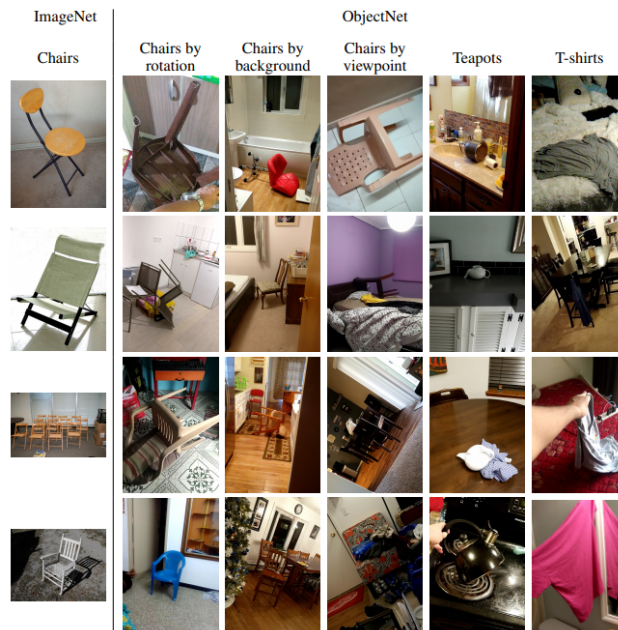 ImageNet
ObjectNet
Chairs
Chairs by
rotation
Chairs by
background
Chairs by
viewpoint
Teapots
T-shirts